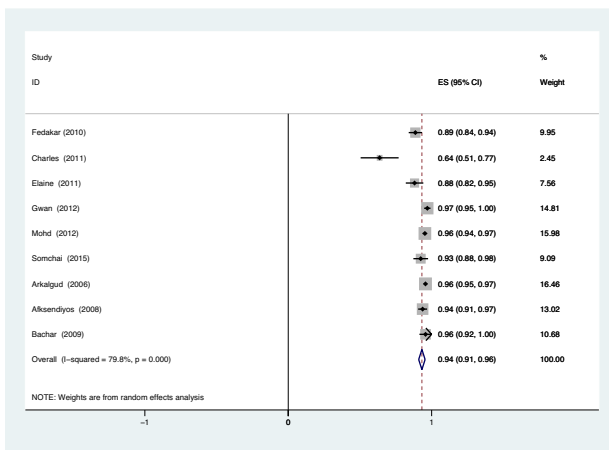 Study %
ID ES (95% CI) Weight
Fedakar (2010) 0.89 (0.84, 0.94) 9.95
Charles (2011) 0.64 (0.51, 0.77) 2.45
Elaine (2011) 0.88 (0.82, 0.95) 7.56
Gwan (2012) 0.97 (0.95, 1.00) 14.81
Mohd (2012) 0.96 (0.94, 0.97) 15.98
Somchai (2015) 0.93 (0.88, 0.98) 9.09
Arkalgud (2006) 0.96 (0.95, 0.97) 16.46
Afksendiyos (2008) 0.94 (0.91, 0.97) 13.02
Bachar (2009) 0.96 (0.92, 1.00) 10.68
Overall (I−squared = 79.8%, p = 0.000) 0.94 (0.91, 0.96) 100.00
NOTE: Weights are from random effects analysis
−1 0 1